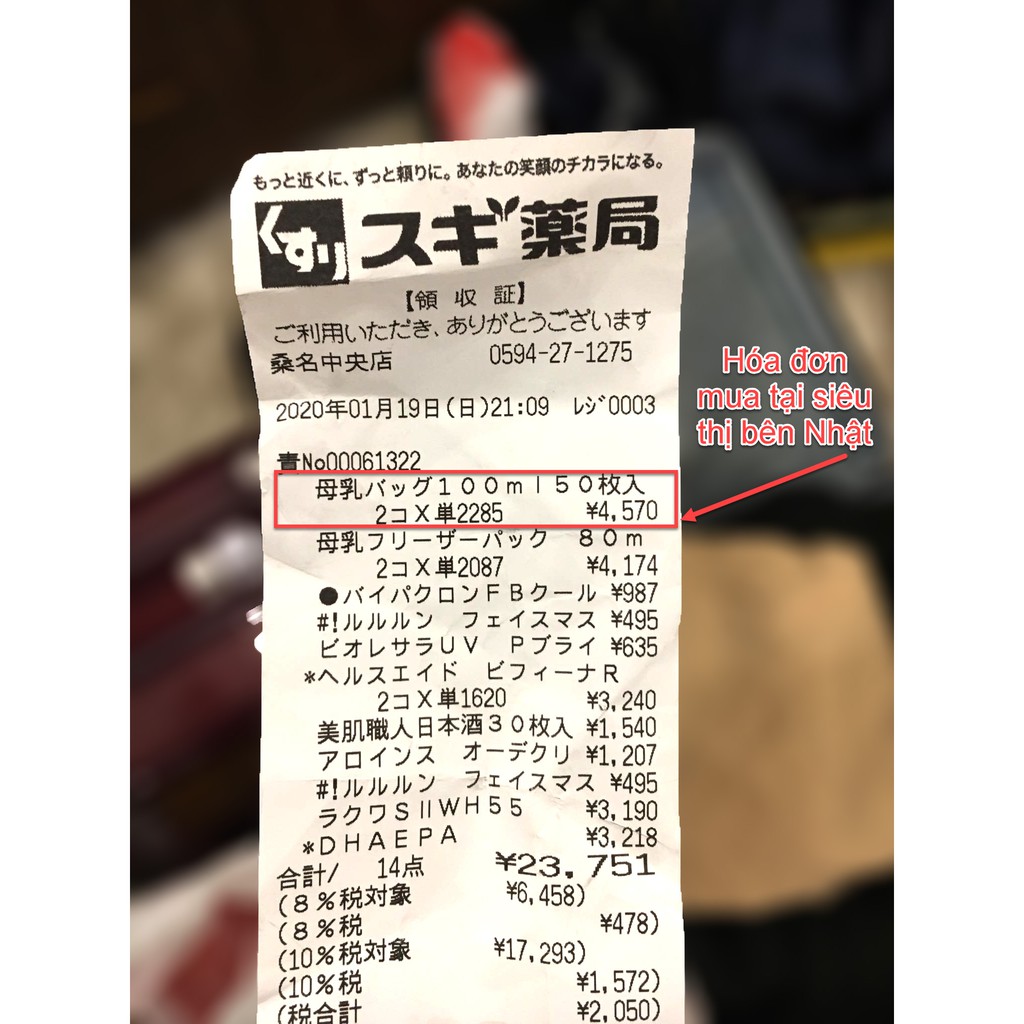 もっと近くに、ずっと頼りに。あなたの笑顔のチカラになる。
くすり スギ薬局
【領 収 証】
ご利用いただき、ありがとうございます
桑名中央店 0594-27-1275
2020年01月19日(日)21:09 ﾚｼﾞ0003
責No00061322
母乳バッグ100ml50枚入
2コX単2285 ¥4,570
母乳フリーザーパック 80m
2コX単2087 ¥4,174
●バイパクロンFBクール ¥987
#!ルルルン フェイスマス ¥495
ビオレサラUV Pブライ ¥635
*ヘルスエイド ビフィーナR
2コX単1620 ¥3,240
美肌職人日本酒30枚入 ¥1,540
アロインス オーデクリ ¥1,207
#!ルルルン フェイスマス ¥495
ラクワSⅡWH55 ¥3,190
*DHAEPA ¥3,218
合計/ 14点 ¥23,751
(8%税対象 ¥6,458)
(8%税 ¥478)
(10%税対象 ¥17,293)
(10%税 ¥1,572)
(税合計 ¥2,050)
Hóa đơn
mua tại siêu
thị bên Nhật